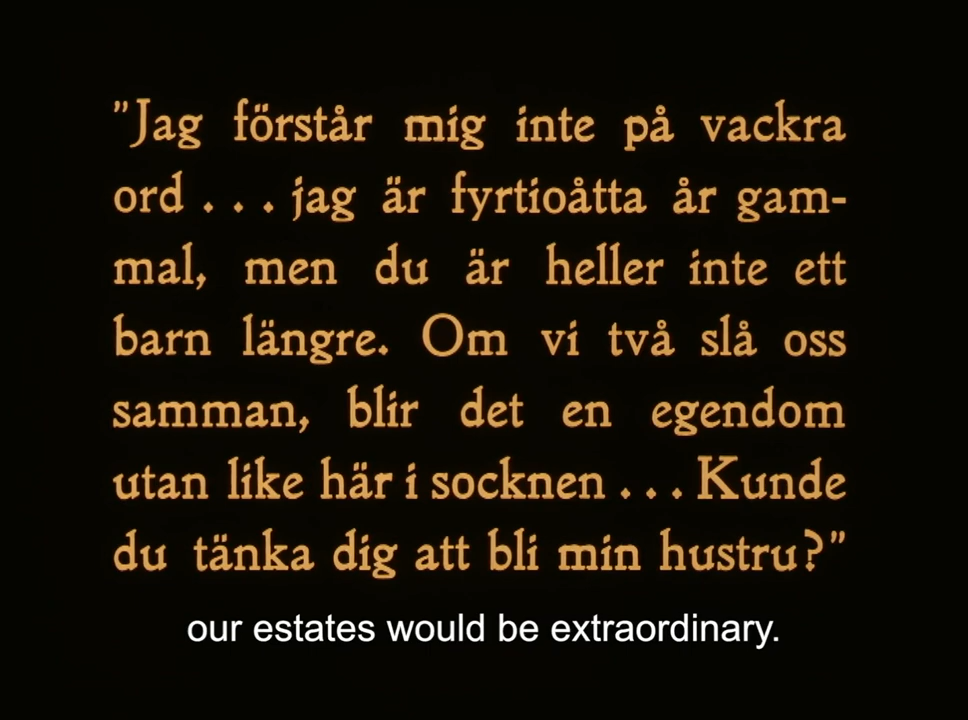 ”Jag förstår mig inte på vackra
ord . . . jag är fyrtioåtta år gam-
mal, men du är heller inte ett
barn längre. Om vi två slå oss
samman, blir det en egendom
utan like här i socknen . . . Kunde
du tänka dig att bli min hustru?”
our estates would be extraordinary.